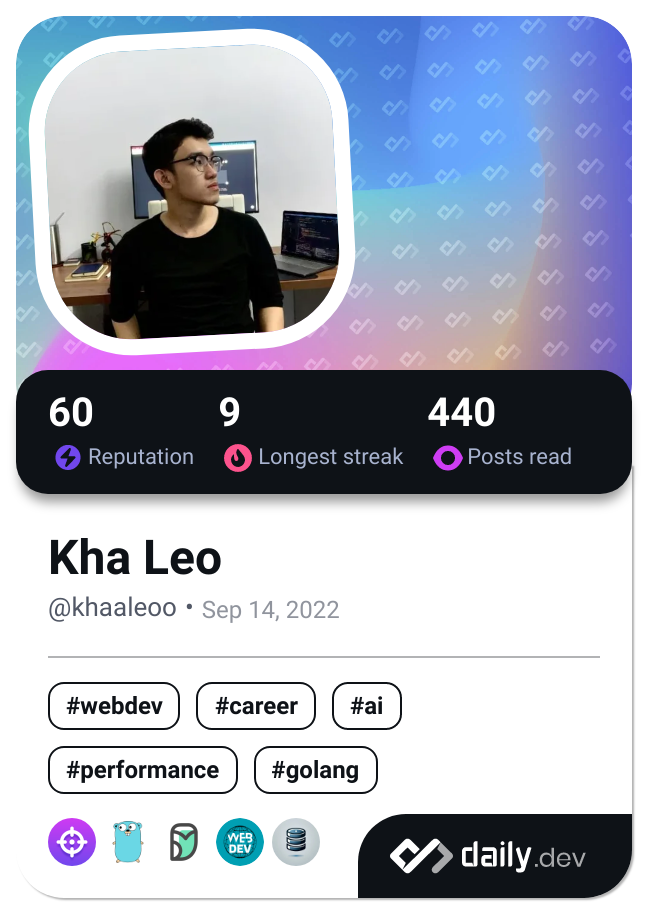 60 9 440
Reputation Longest streak Posts read
Kha Leo
@khaaleoo • Sep 14, 2022
#webdev #career #ai
#performance #golang
WEB
DEV
daily.dev